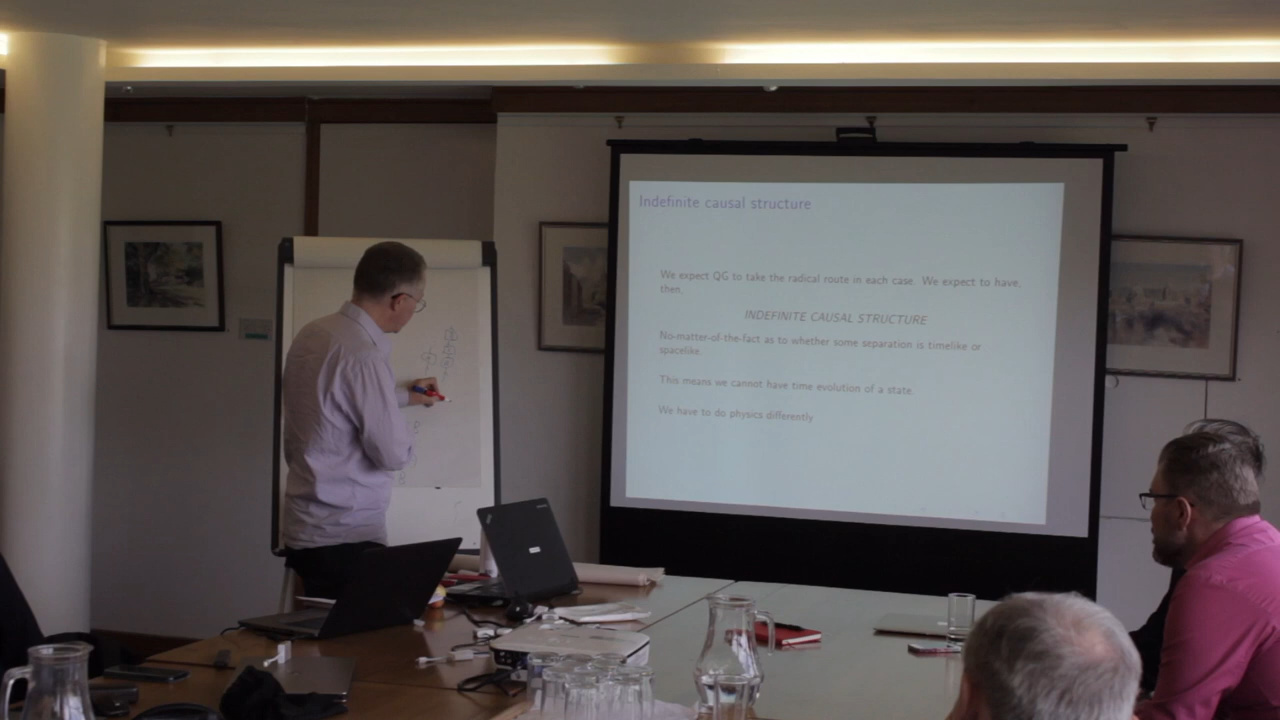 Indefinite causal structure
We expect QG to take the radical route in each case. We expect to have,
then,
INDEFINITE CAUSAL STRUCTURE
No-matter-of-the-fact as to whether some separation is timelike or
spacelike.
This means we cannot have time evolution of a state.
We have to do physics differently